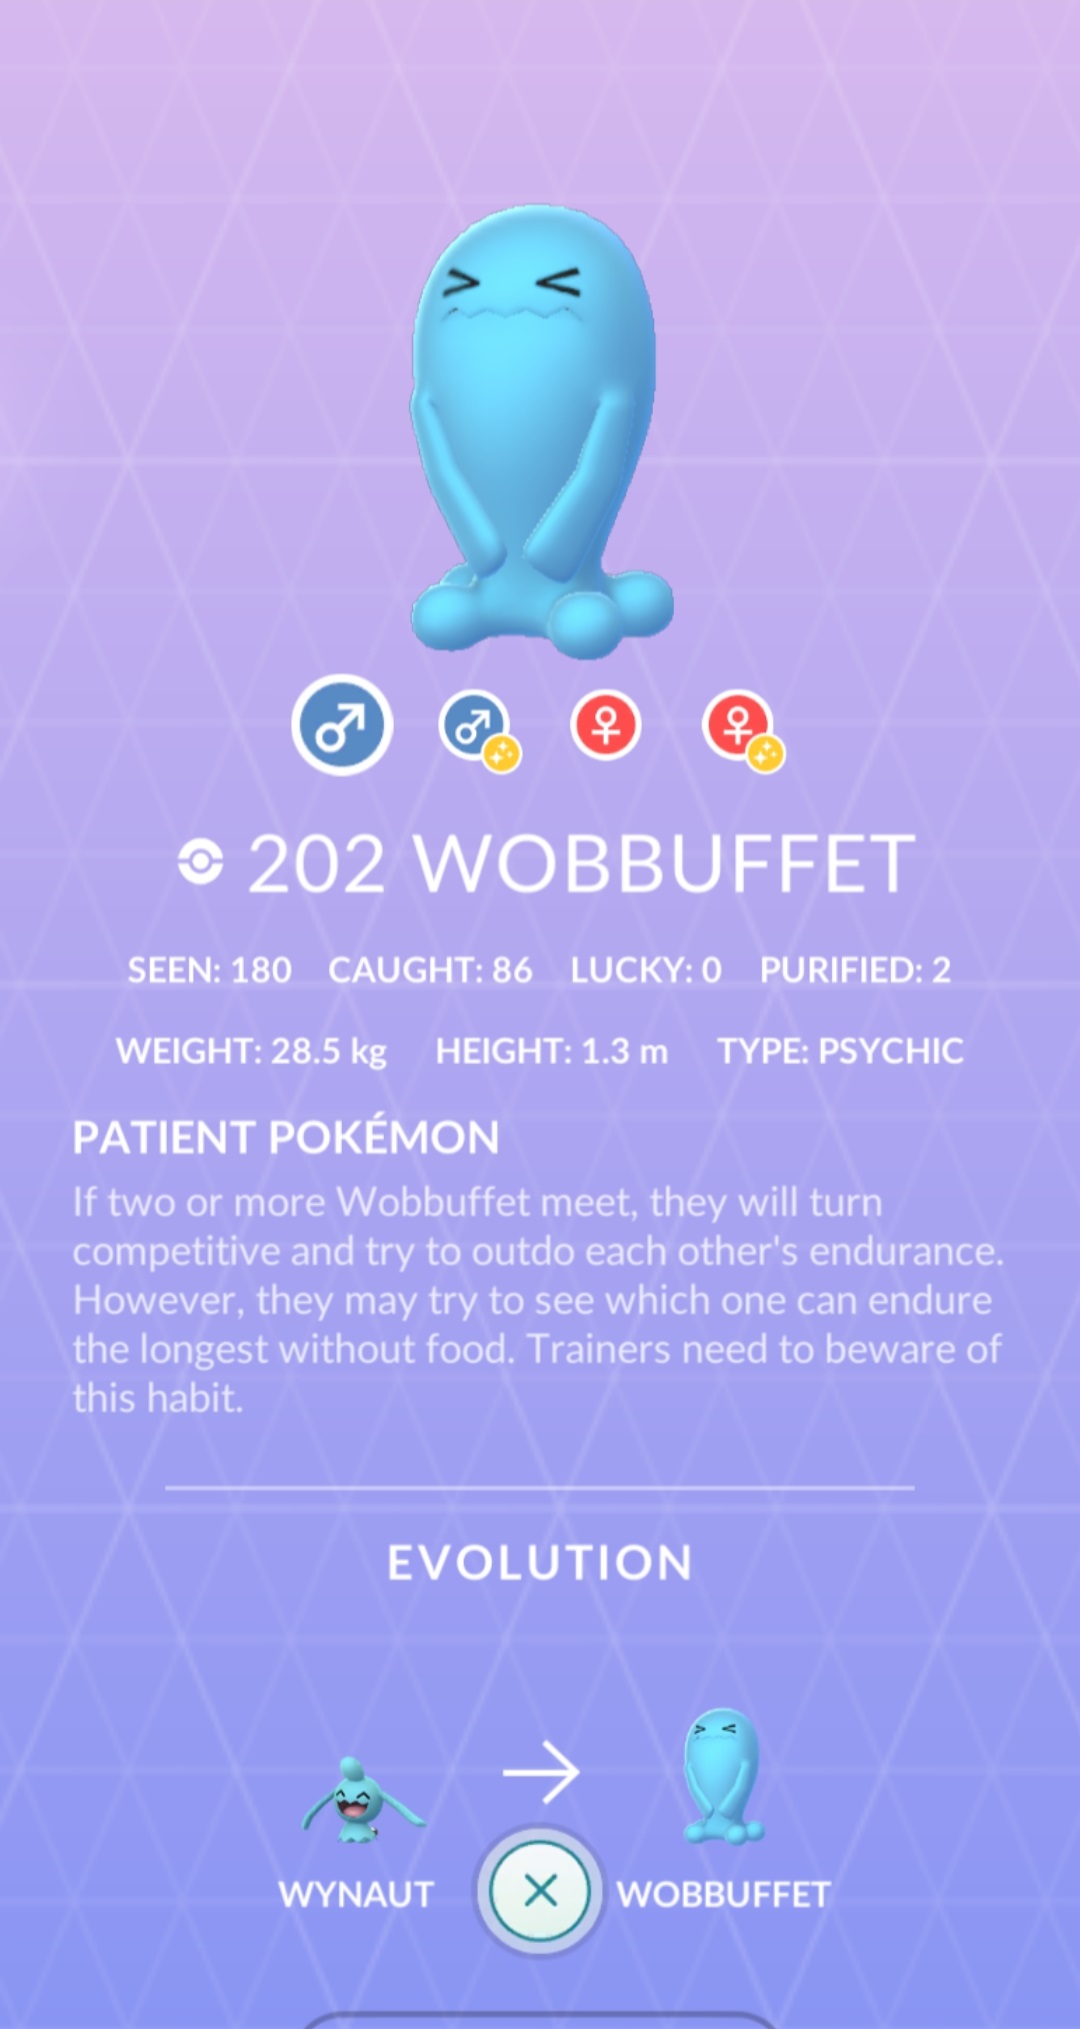 202 WOBBUFFET
SEEN: 180 CAUGHT: 86 LUCKY: 0 PURIFIED: 2
WEIGHT: 28.5 kg HEIGHT: 1.3 m TYPE: PSYCHIC
PATIENT POKÉMON
If two or more Wobbuffet meet, they will turn
competitive and try to outdo each other's endurance.
However, they may try to see which one can endure
the longest without food. Trainers need to beware of
this habit.
EVOLUTION
WYNAUT WOBBUFFET